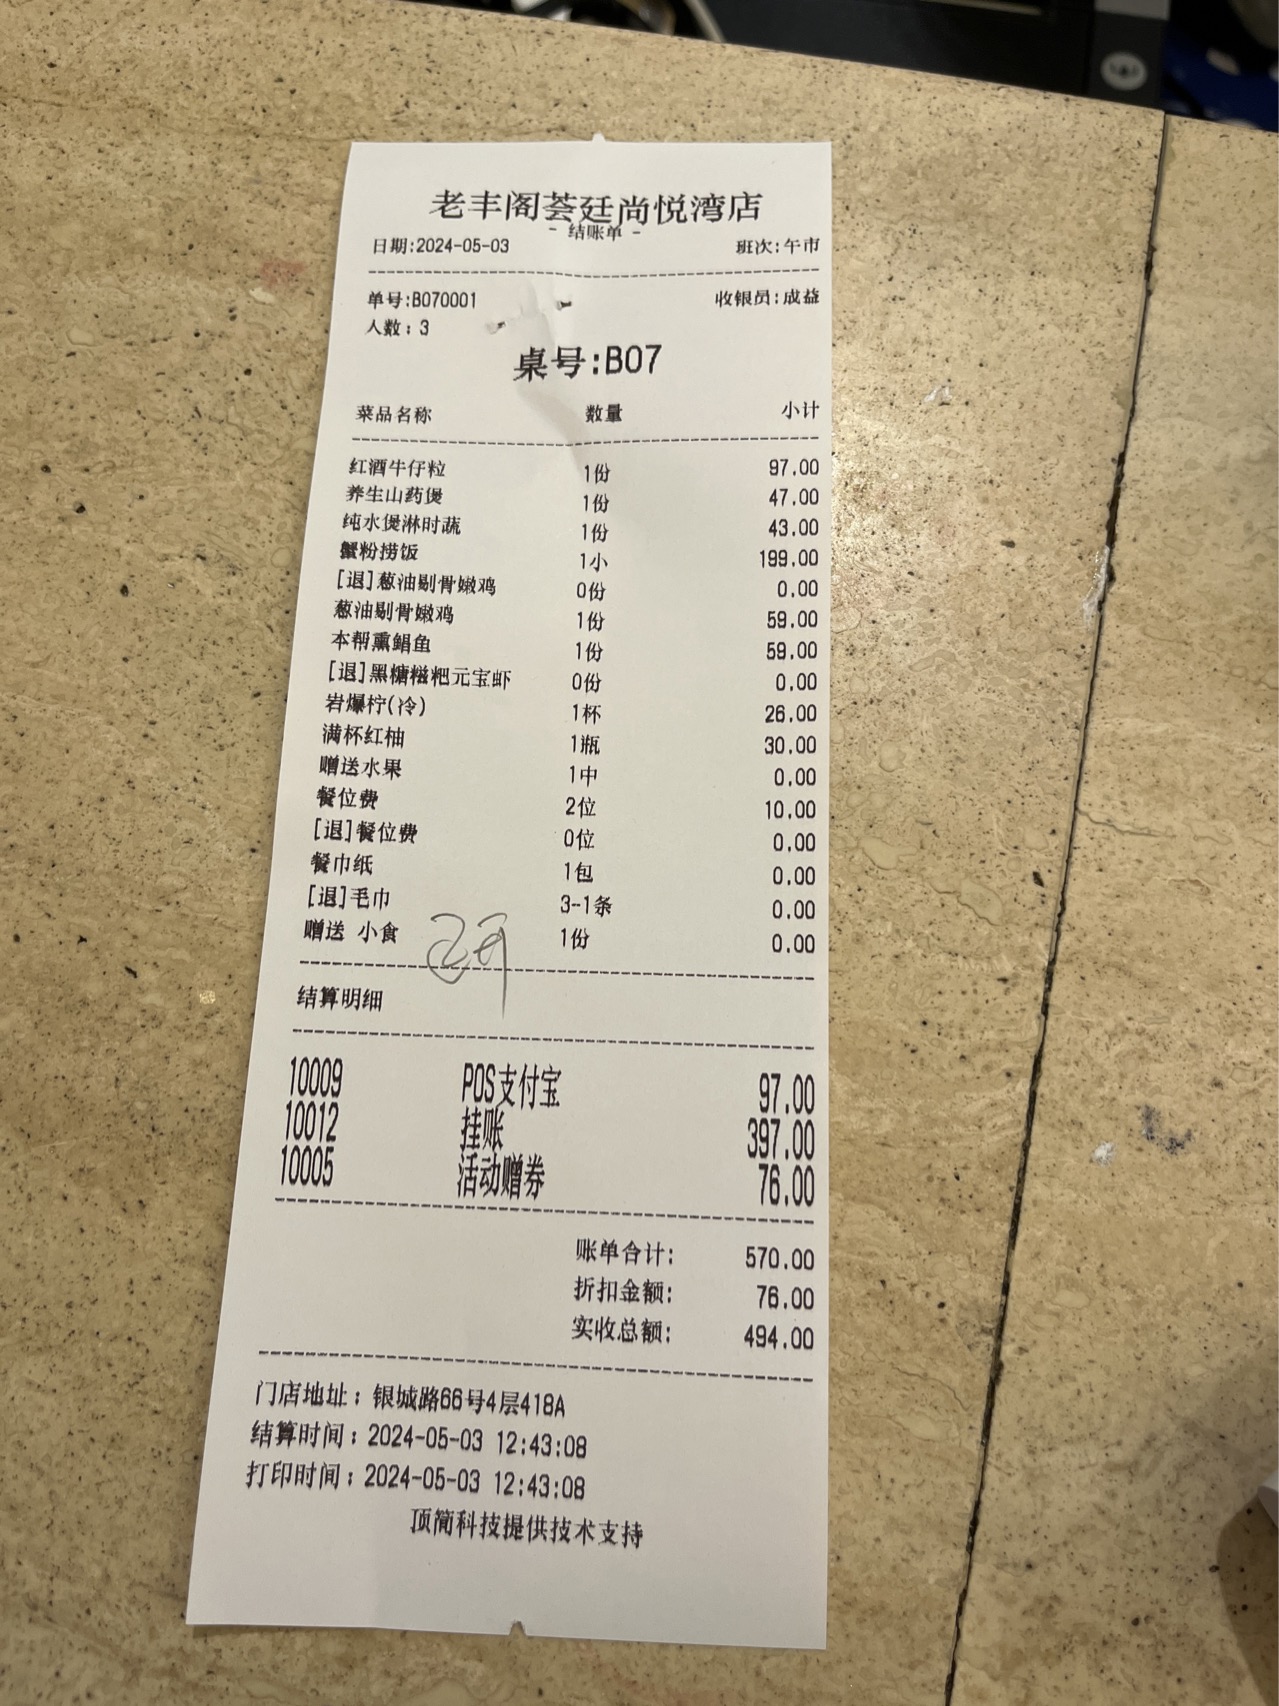 老丰阁荟廷尚悦湾店
- 结账单 -
日期:2024-05-03 班次:午市
单号:B070001 收银员:成益
人数: 3
桌号:B07
菜品名称 数量 小计
红酒牛仔粒 1份 97.00
养生山药煲 1份 47.00
纯水煲淋时蔬 1份 43.00
蟹粉捞饭 1小 199.00
[退]葱油剔骨嫩鸡 0份 0.00
葱油剔骨嫩鸡 1份 59.00
本帮熏鲳鱼 1份 59.00
[退]黑糖糍粑元宝虾 0份 0.00
岩爆柠(冷) 1杯 26.00
满杯红柚 1瓶 30.00
赠送水果 1中 0.00
餐位费 2位 10.00
[退]餐位费 0位 0.00
餐巾纸 1包 0.00
[退]毛巾 3-1条 0.00
赠送 小食 1份 0.00
已开
结算明细
10009 POS支付宝 97.00
10012 挂账 397.00
10005 活动赠券 76.00
账单合计: 570.00
折扣金额: 76.00
实收总额: 494.00
门店地址: 银城路66号4层418A
结算时间: 2024-05-03 12:43:08
打印时间: 2024-05-03 12:43:08
顶简科技提供技术支持